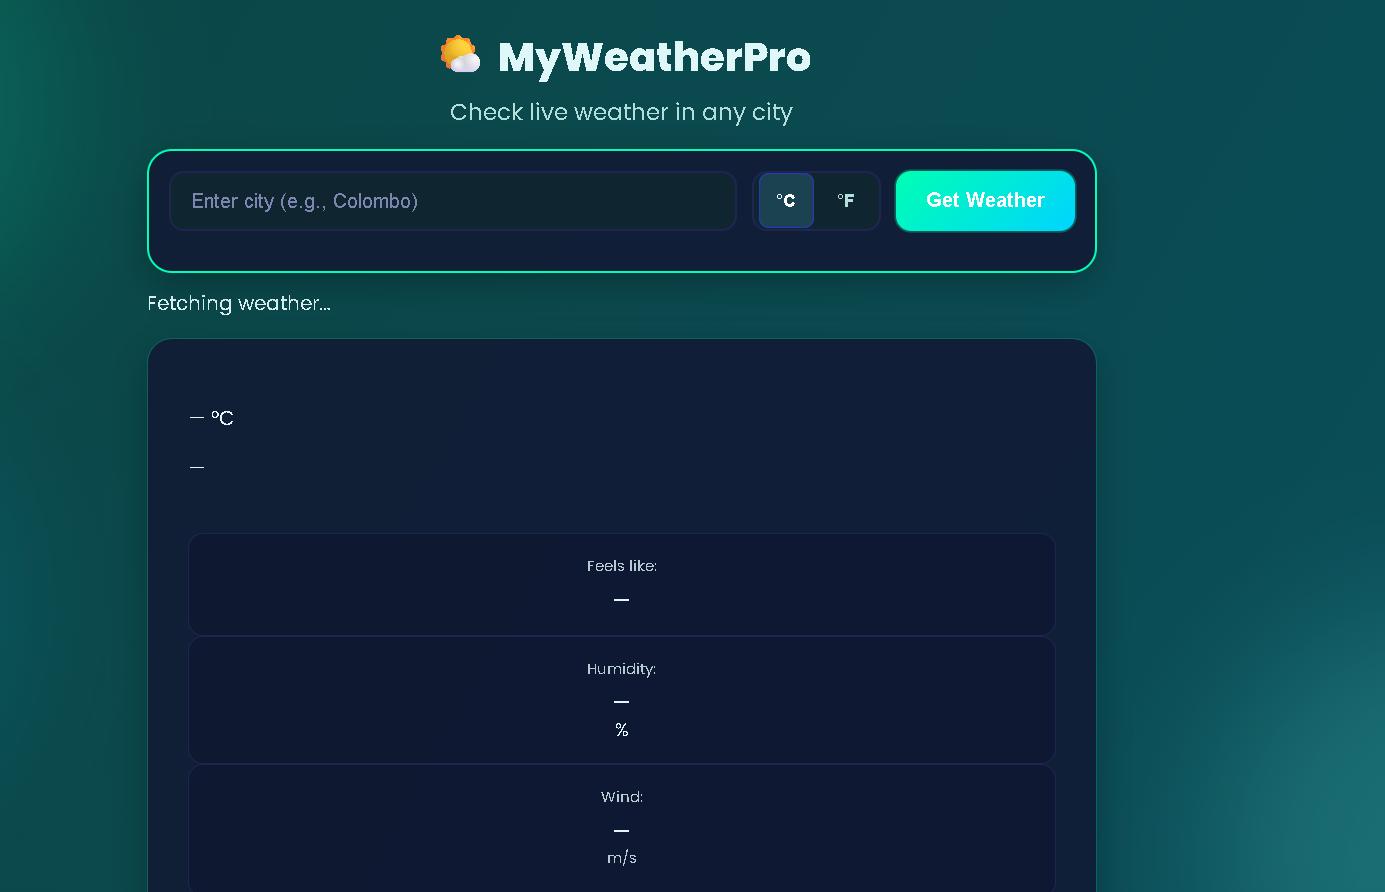 MyWeatherPro
Check live weather in any city
Enter city (e.g., Colombo)
°C
°F
Get Weather
Fetching weather...
— °C
—
Feels like:
—
Humidity:
—
%
Wind:
—
m/s